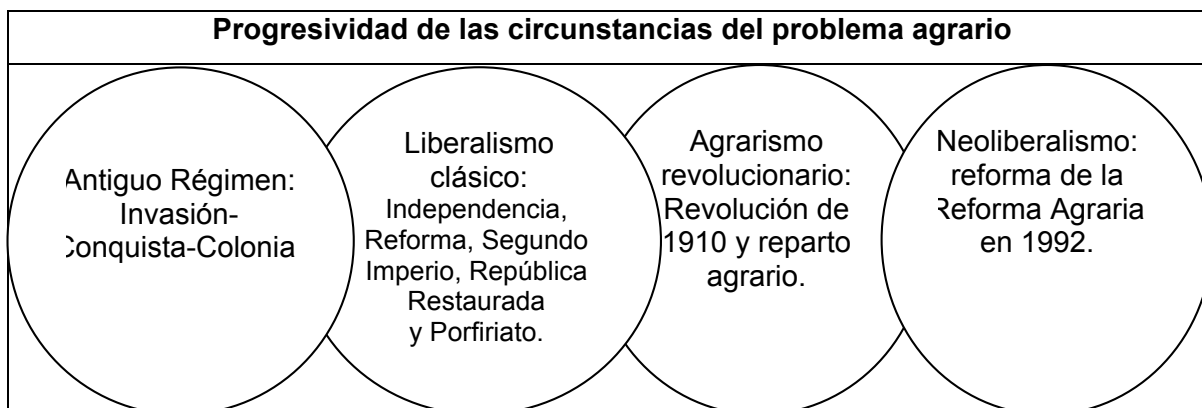 Progresividad de las circunstancias del problema agrario
Antiguo Régimen:
Invasión-
Conquista-Colonia
Liberalismo
clásico:
Independencia,
Reforma, Segundo
Imperio, República
Restaurada
y Porfiriato.
Agrarismo
revolucionario:
Revolución de
1910 y reparto
agrario.
Neoliberalismo:
reforma de la
Reforma Agraria
en 1992.